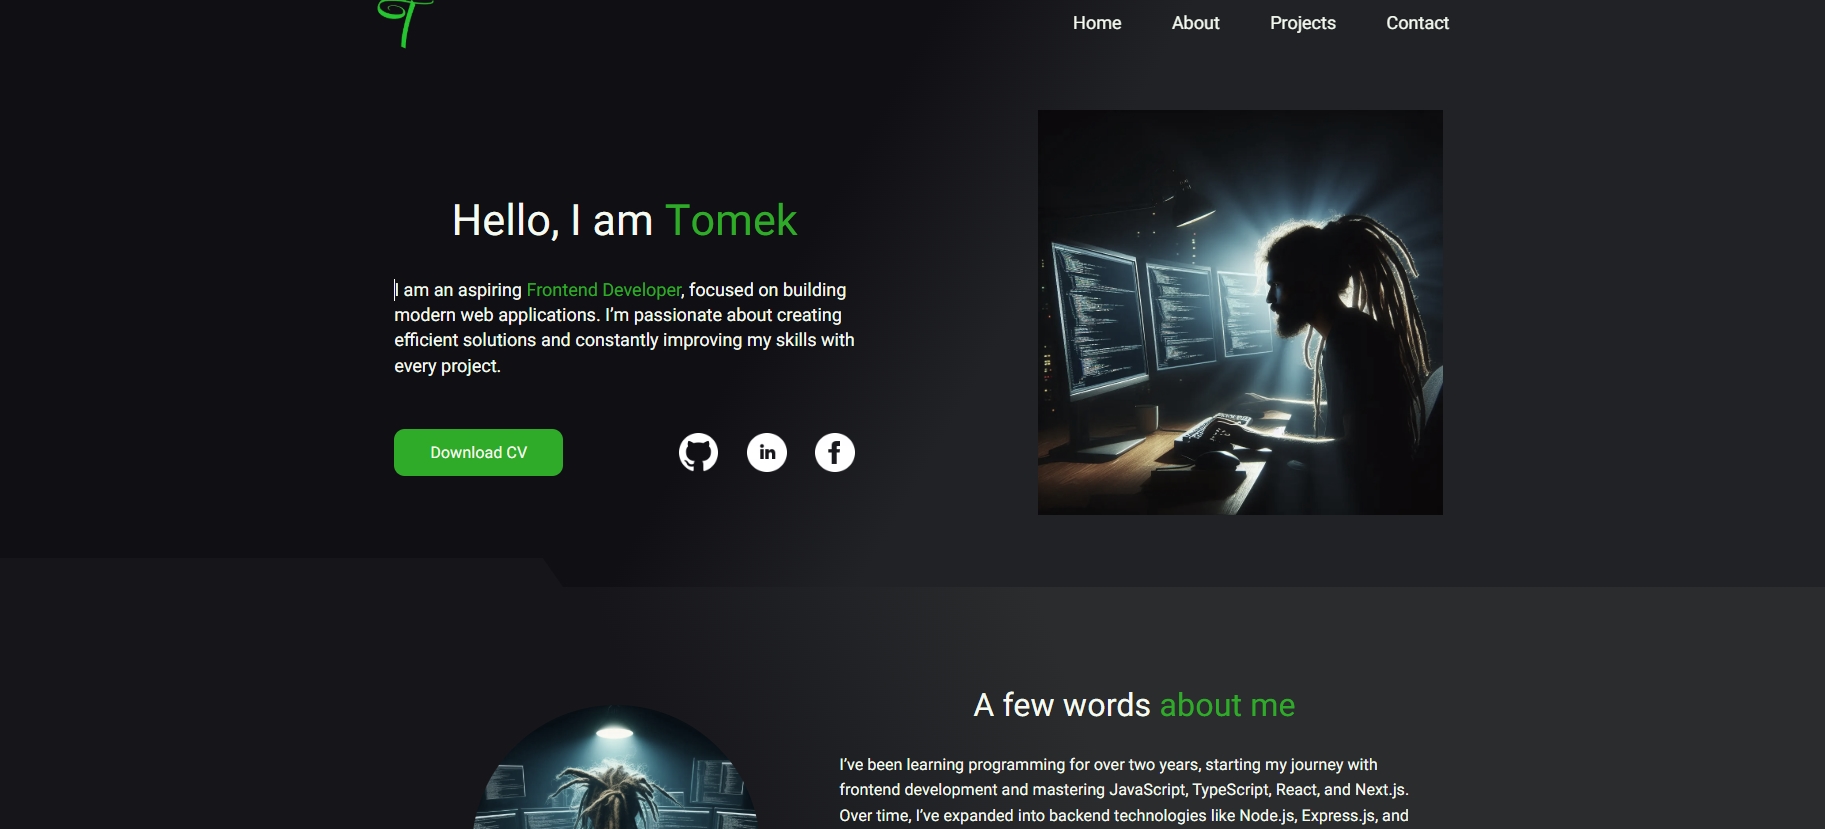 T
Home About Projects Contact
Hello, I am Tomek
I am an aspiring Frontend Developer, focused on building
modern web applications. I’m passionate about creating
efficient solutions and constantly improving my skills with
every project.
Download CV
in f
A few words about me
I’ve been learning programming for over two years, starting my journey with
frontend development and mastering JavaScript, TypeScript, React, and Next.js.
Over time, I’ve expanded into backend technologies like Node.js, Express.js, and